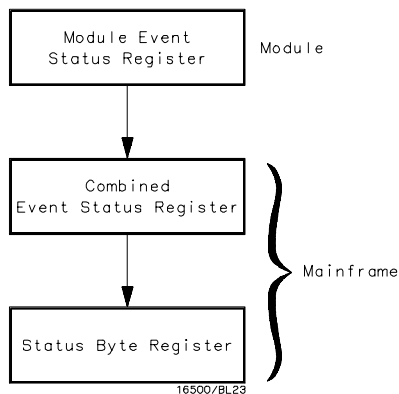 Module Event
Status Register
Module
Combined
Event Status Register
Mainframe
Status Byte Register
16500/BL23